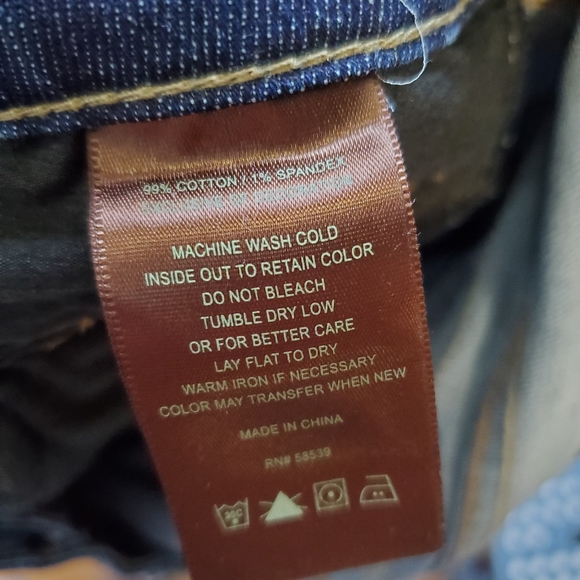 99% COTTON / 1% SPANDEX
MACHINE WASH COLD
INSIDE OUT TO RETAIN COLOR
DO NOT BLEACH
TUMBLE DRY LOW
OR FOR BETTER CARE
LAY FLAT TO DRY
WARM IRON IF NECESSARY
COLOR MAY TRANSFER WHEN NEW
MADE IN CHINA
RN# 58539